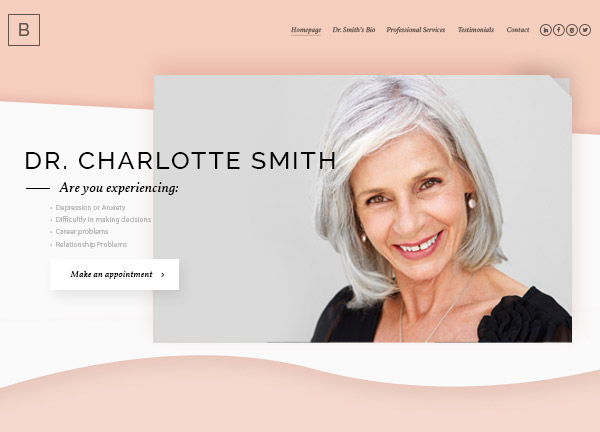 B
Homepage Dr. Smith's Bio Professional Services Testimonials Contact
DR. CHARLOTTE SMITH
Are you experiencing:
Depression or Anxiety
Difficultly in making decisions
Career problems
Relationship Problems
Make an appointment